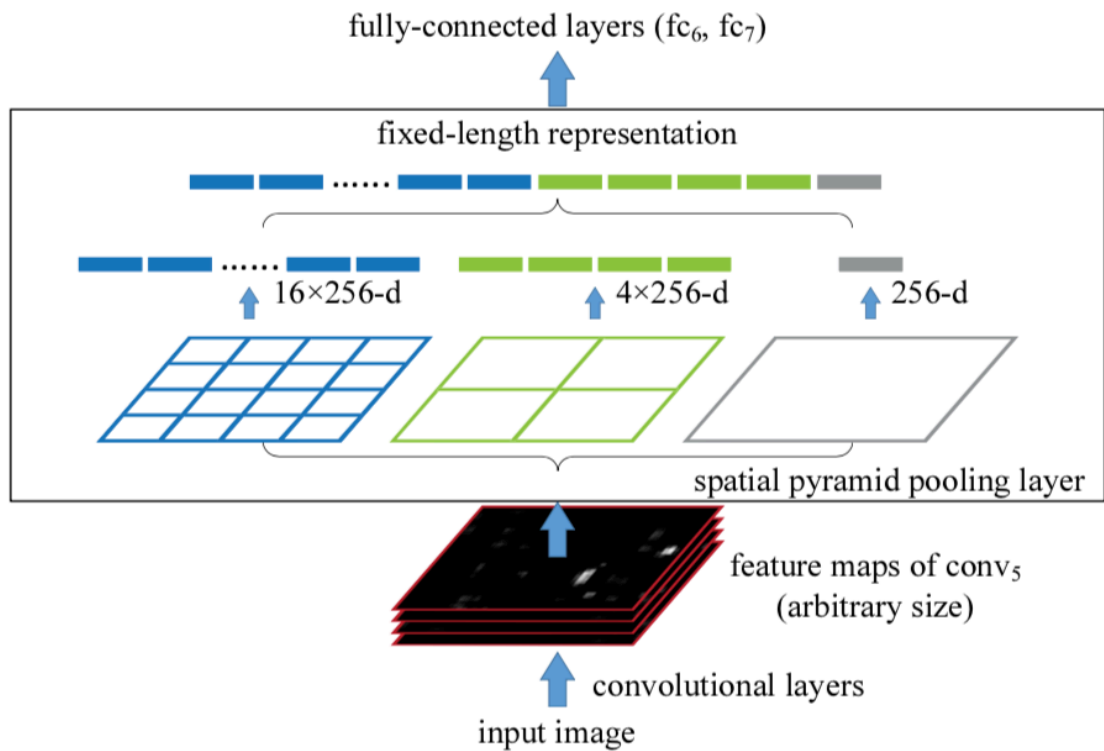 fully-connected layers (fc₆, fc₇)
fixed-length representation
......
......
16×256-d
4×256-d
256-d
spatial pyramid pooling layer
feature maps of conv₅
(arbitrary size)
convolutional layers
input image